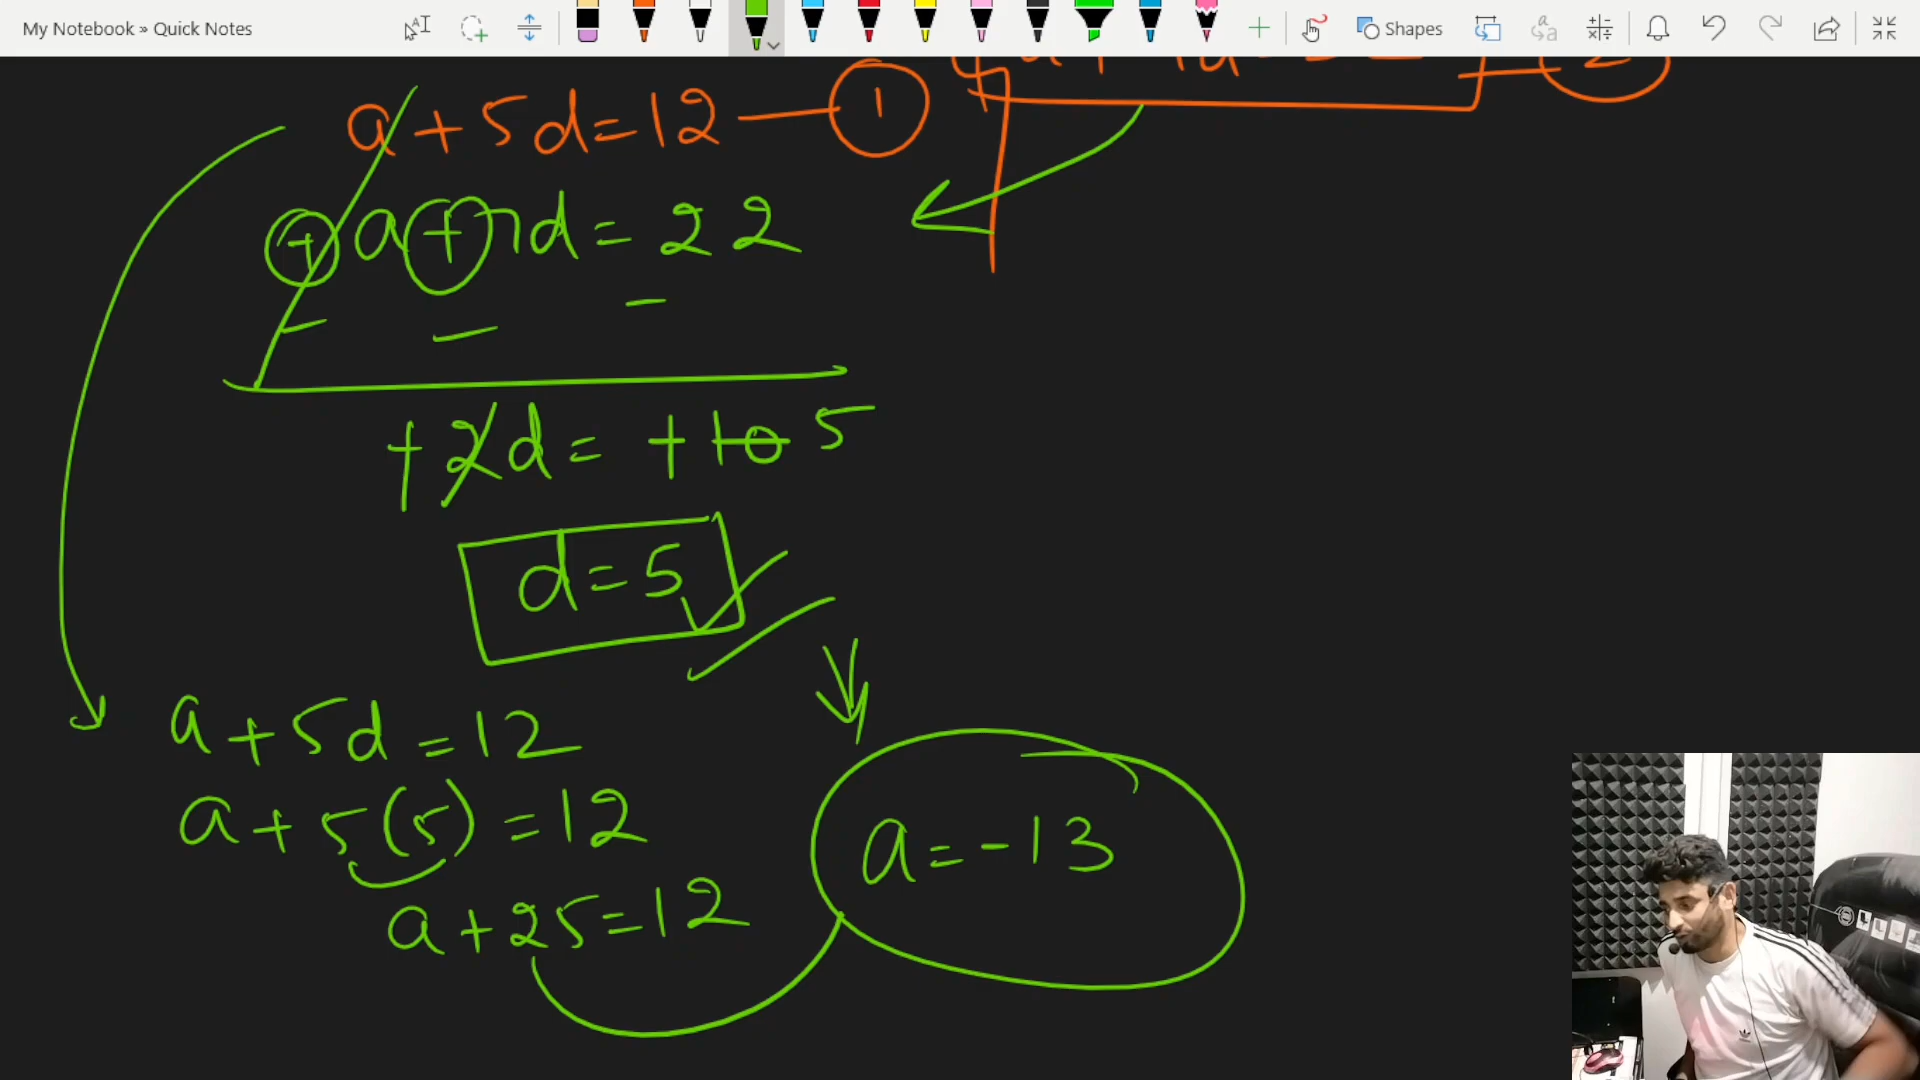 My Notebook » Quick Notes
Shapes
a + 5d = 12 — 1
+ a + 7d = 22
- - -
+ 2d = + 10 5
d = 5
a + 5d = 12
a + 5(5) = 12
a + 25 = 12
a = -13